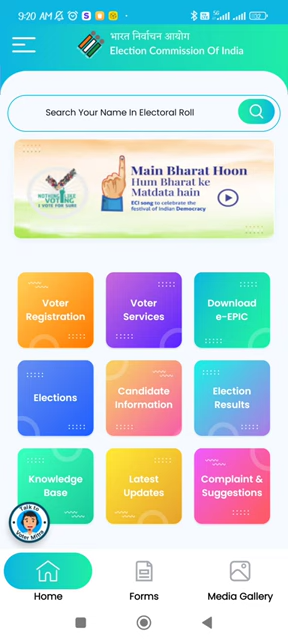 9:20 AM
भारत निर्वाचन आयोग
Election Commission Of India
Search Your Name In Electoral Roll
Main Bharat Hoon
Hum Bharat ke
Matdata hain
ECI song to celebrate the
festival of Indian Democracy
NOTHING LIKE
VOTING
I VOTE FOR SURE
Voter
Registration
Voter
Services
Download
e-EPIC
Elections
Candidate
Information
Election
Results
Knowledge
Base
Latest
Updates
Complaint &
Suggestions
Talk to
Voter Mitra
Home
Forms
Media Gallery